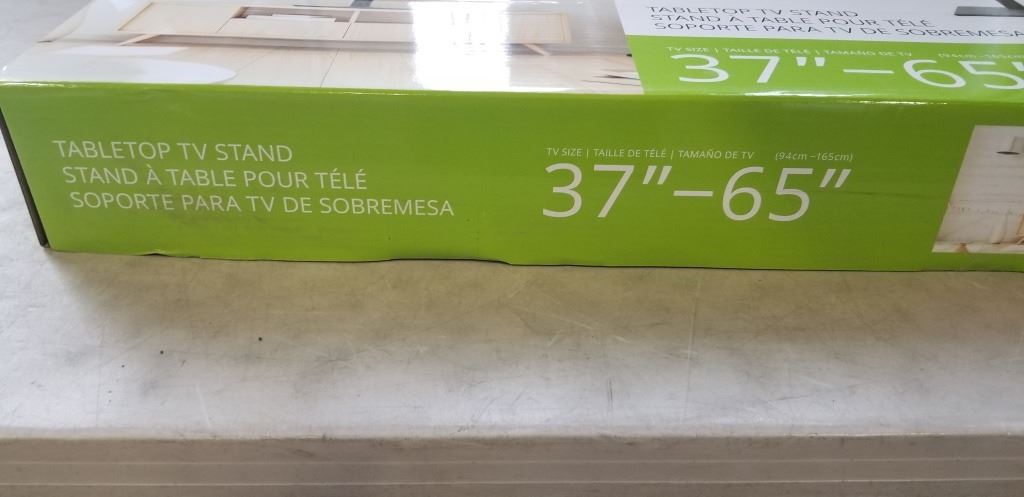 TABLETOP TV STAND
STAND À TABLE POUR TÉLÉ
SOPORTE PARA TV DE SOBREMESA
TV SIZE | TAILLE DE TÉLÉ | TAMAÑO DE TV (94cm–165cm)
37"–65"
TABLETOP TV STAND
STAND À TABLE POUR TÉLÉ
SOPORTE PARA TV DE SOBREMESA
TV SIZE | TAILLE DE TÉLÉ | TAMAÑO DE TV (94cm–165cm)
37"–65"